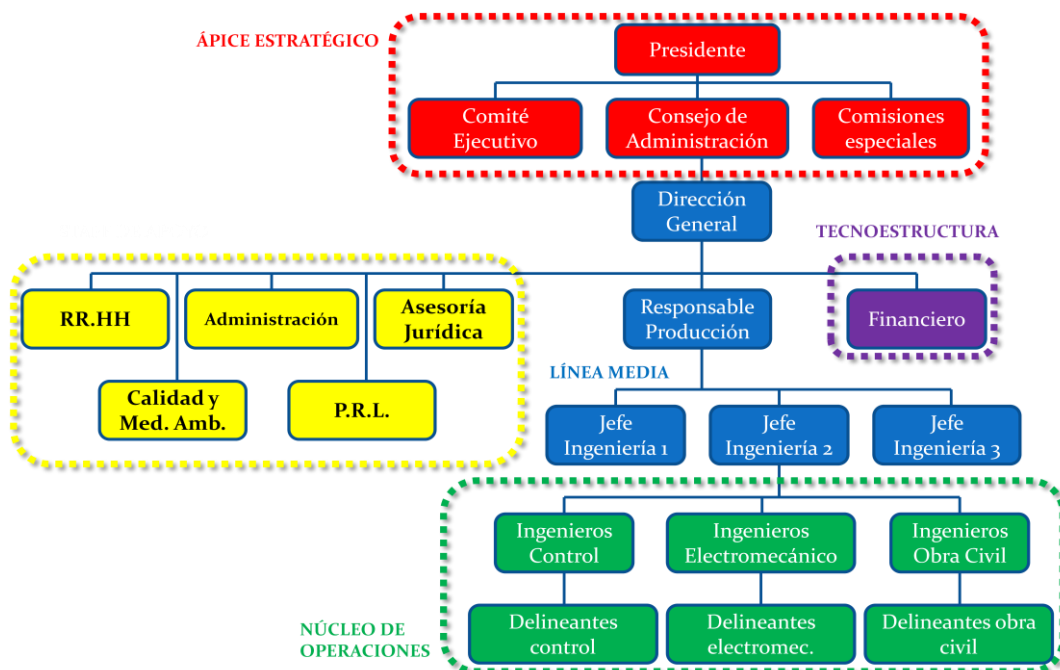 ÁPICE ESTRATÉGICO
Presidente
Comité
Ejecutivo
Consejo de
Administración
Comisiones
especiales
Dirección
General
TECNOESTRUCTURA
RR.HH
Administración
Asesoría
Jurídica
Responsable
Producción
Financiero
LÍNEA MEDIA
Calidad y
Med. Amb.
P.R.L.
Jefe
Ingeniería 1
Jefe
Ingeniería 2
Jefe
Ingeniería 3
Ingenieros
Control
Ingenieros
Electromecánico
Ingenieros
Obra Civil
NÚCLEO DE
OPERACIONES
Delineantes
control
Delineantes
electromec.
Delineantes obra
civil